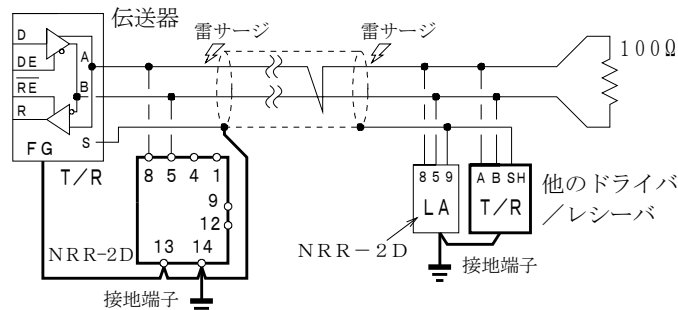 伝送器
雷サージ
雷サージ
D
DE
RE
R
A
B
S
FG
T/R
100Ω
8 5 4 1
9
12
13 14
NRR-2D
接地端子
8 5 9
LA
NRR-2D
A B SH
T/R
他のドライバ
/レシーバ
接地端子